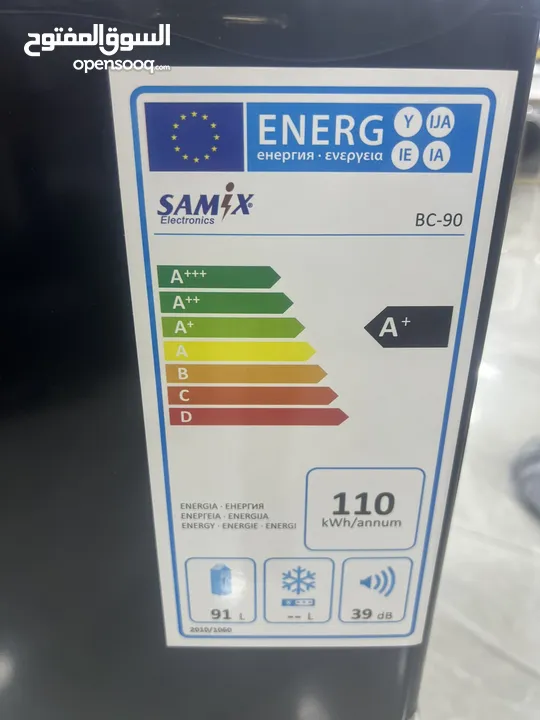 السوق المفتوح
opensooq.com
ENERG Y IJA
енергия · ενεργεια IE IA
SAMIX
Electronics
BC-90
A+++
A++
A+ A+
A
B
C
D
ENERGIA · ЕНЕРГИЯ
ΕΝΕΡΓΕΙΑ · ENERGIJA
ENERGY · ENERGIE · ENERGI
110
kWh/annum
91 L -- L 39 dB
2010/1060